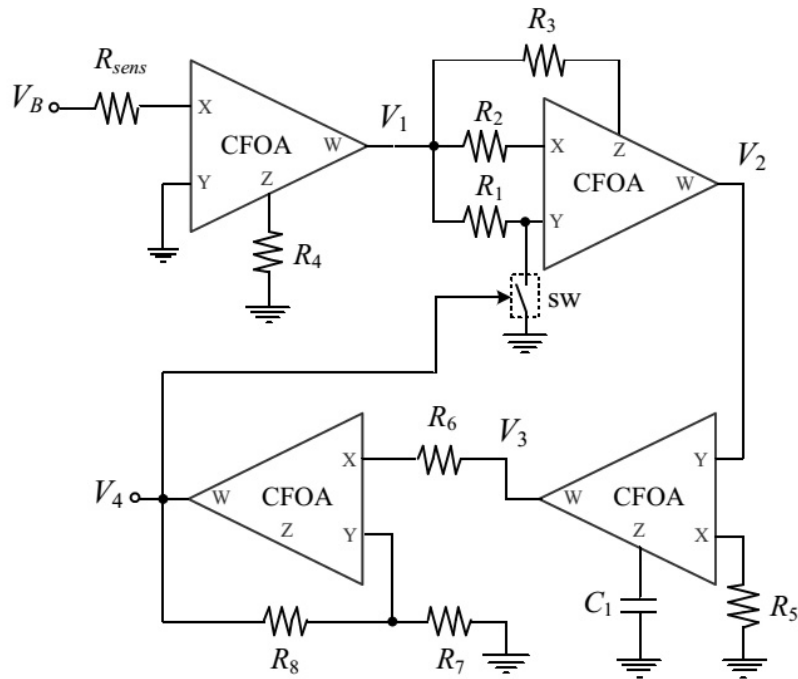 R3
Rsens
VB
X
V1
R2
X
CFOA
W
Z
V2
Y
Z
R1
CFOA
W
Y
R4
sw
R6
V3
X
Y
V4
W
CFOA
W
CFOA
Z
Y
Z
X
C1
R5
R8
R7